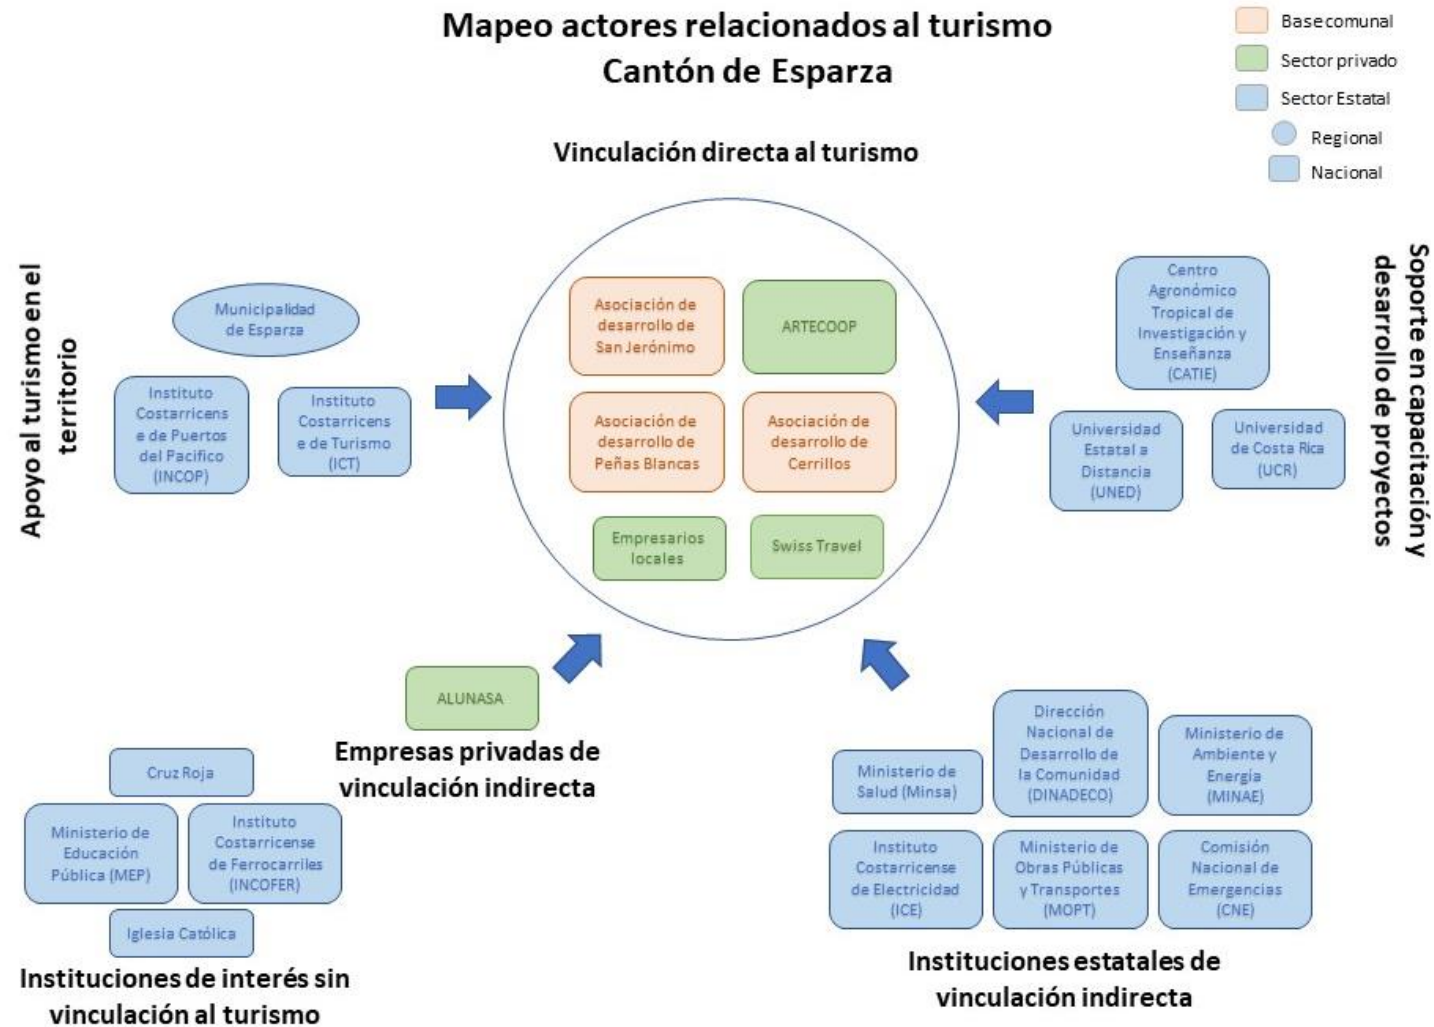 Mapeo actores relacionados al turismo
Cantón de Esparza
Base comunal
Sector privado
Sector Estatal
Regional
Nacional
Vinculación directa al turismo
Apoyo al turismo en el
territorio
Municipalidad
de Esparza
Instituto
Costarricens
e de Puertos
del Pacifico
(INCOP)
Instituto
Costarricens
e de Turismo
(ICT)
Asociación de
desarrollo de
San Jerónimo
ARTECOOP
Asociación de
desarrollo de
Peñas Blancas
Asociación de
desarrollo de
Cerrillos
Empresarios
locales
Swiss Travel
Centro
Agronómico
Tropical de
Investigación y
Enseñanza
(CATIE)
Universidad
Estatal a
Distancia
(UNED)
Universidad
de Costa Rica
(UCR)
Soporte en capacitación y
desarrollo de proyectos
ALUNASA
Empresas privadas de
vinculación indirecta
Cruz Roja
Ministerio de
Educación
Pública (MEP)
Instituto
Costarricense
de Ferrocarriles
(INCOFER)
Iglesia Católica
Instituciones de interés sin
vinculación al turismo
Ministerio de
Salud (Minsa)
Dirección
Nacional de
Desarrollo de
la Comunidad
(DINADECO)
Ministerio de
Ambiente y
Energía
(MINAE)
Instituto
Costarricense
de Electricidad
(ICE)
Ministerio de
Obras Públicas
y Transportes
(MOPT)
Comisión
Nacional de
Emergencias
(CNE)
Instituciones estatales de
vinculación indirecta